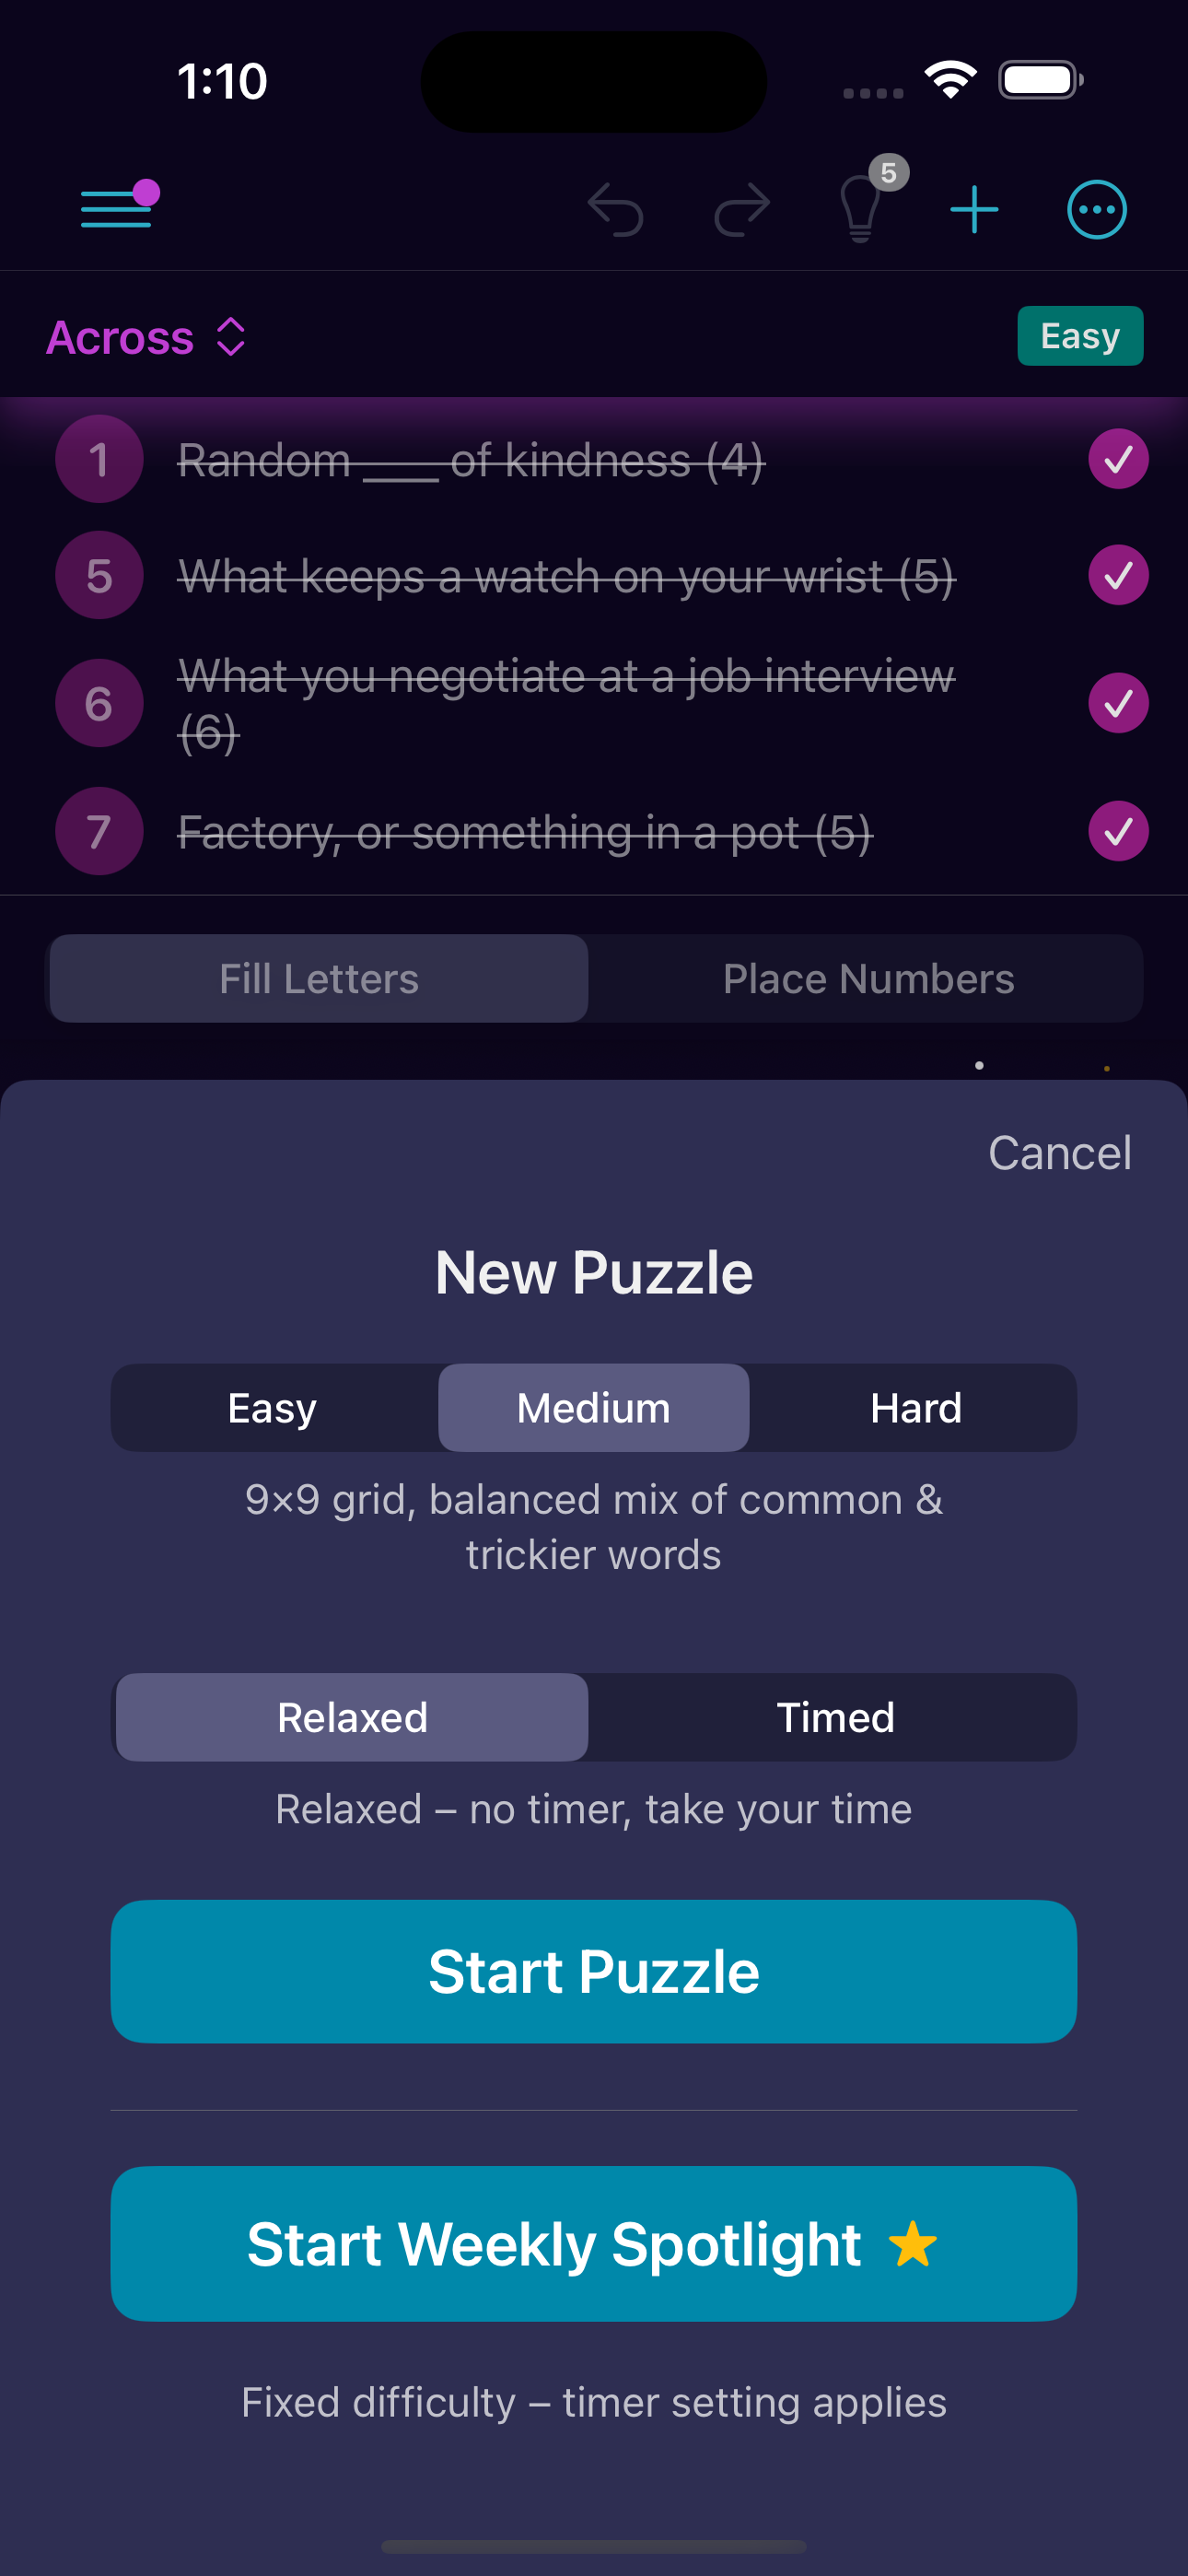 1:10
5
Across
Easy
1
Random ____ of kindness (4)
5
What keeps a watch on your wrist (5)
6
What you negotiate at a job interview
(6)
7
Factory, or something in a pot (5)
Fill Letters
Place Numbers
Cancel
New Puzzle
Easy
Medium
Hard
9×9 grid, balanced mix of common &
trickier words
Relaxed
Timed
Relaxed – no timer, take your time
Start Puzzle
Start Weekly Spotlight
Fixed difficulty – timer setting applies